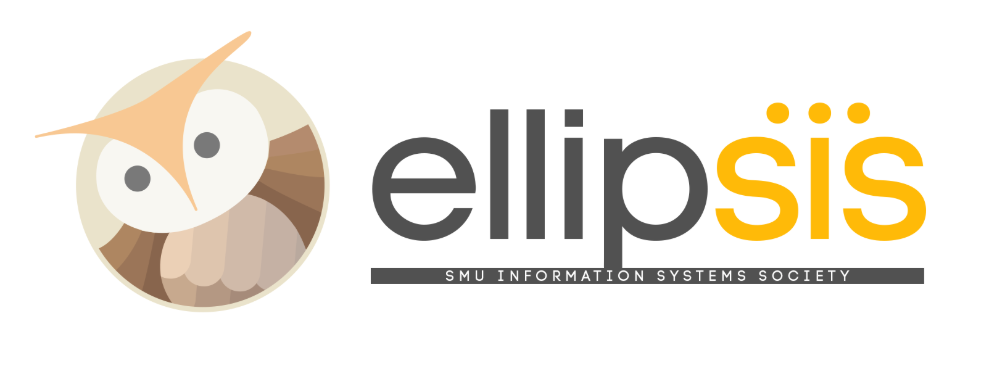 ellipsis
SMU INFORMATION SYSTEMS SOCIETY